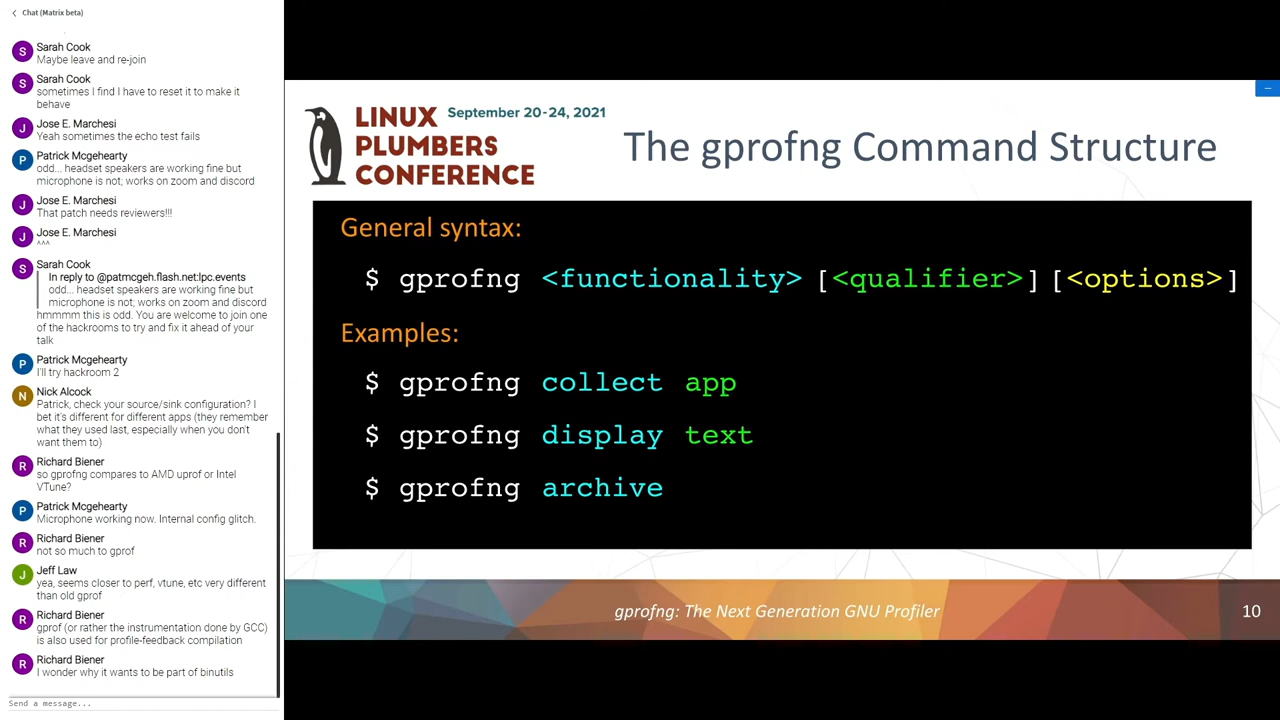 Chat (Matrix beta)
S
Sarah Cook
Maybe leave and re-join
S
Sarah Cook
sometimes I find I have to reset it to make it
behave
J
Jose E. Marchesi
Yeah sometimes the echo test fails
P
Patrick Mcgehearty
odd... headset speakers are working fine but
microphone is not; works on zoom and discord
J
Jose E. Marchesi
That patch needs reviewers!!!
J
Jose E. Marchesi
^^^
S
Sarah Cook
In reply to @patmcgeh.flash.net:lpc.events
odd... headset speakers are working fine but
microphone is not; works on zoom and discord
hmmmm this is odd. You are welcome to join one
of the hackrooms to try and fix it ahead of your
talk
P
Patrick Mcgehearty
I'll try hackroom 2
N
Nick Alcock
Patrick, check your source/sink configuration? I
bet it's different for different apps (they remember
what they used last, especially when you don't
want them to)
R
Richard Biener
so gprofng compares to AMD uprof or Intel
VTune?
P
Patrick Mcgehearty
Microphone working now. Internal config glitch.
R
Richard Biener
not so much to gprof
J
Jeff Law
yea, seems closer to perf, vtune, etc very different
than old gprof
R
Richard Biener
gprof (or rather the instrumentation done by GCC)
is also used for profile-feedback compilation
R
Richard Biener
I wonder why it wants to be part of binutils
Send a message...
LINUX
PLUMBERS
CONFERENCE
September 20-24, 2021
The gprofng Command Structure
General syntax:
$ gprofng <functionality> [<qualifier>] [<options>]
Examples:
$ gprofng collect app
$ gprofng display text
$ gprofng archive
gprofng: The Next Generation GNU Profiler
10